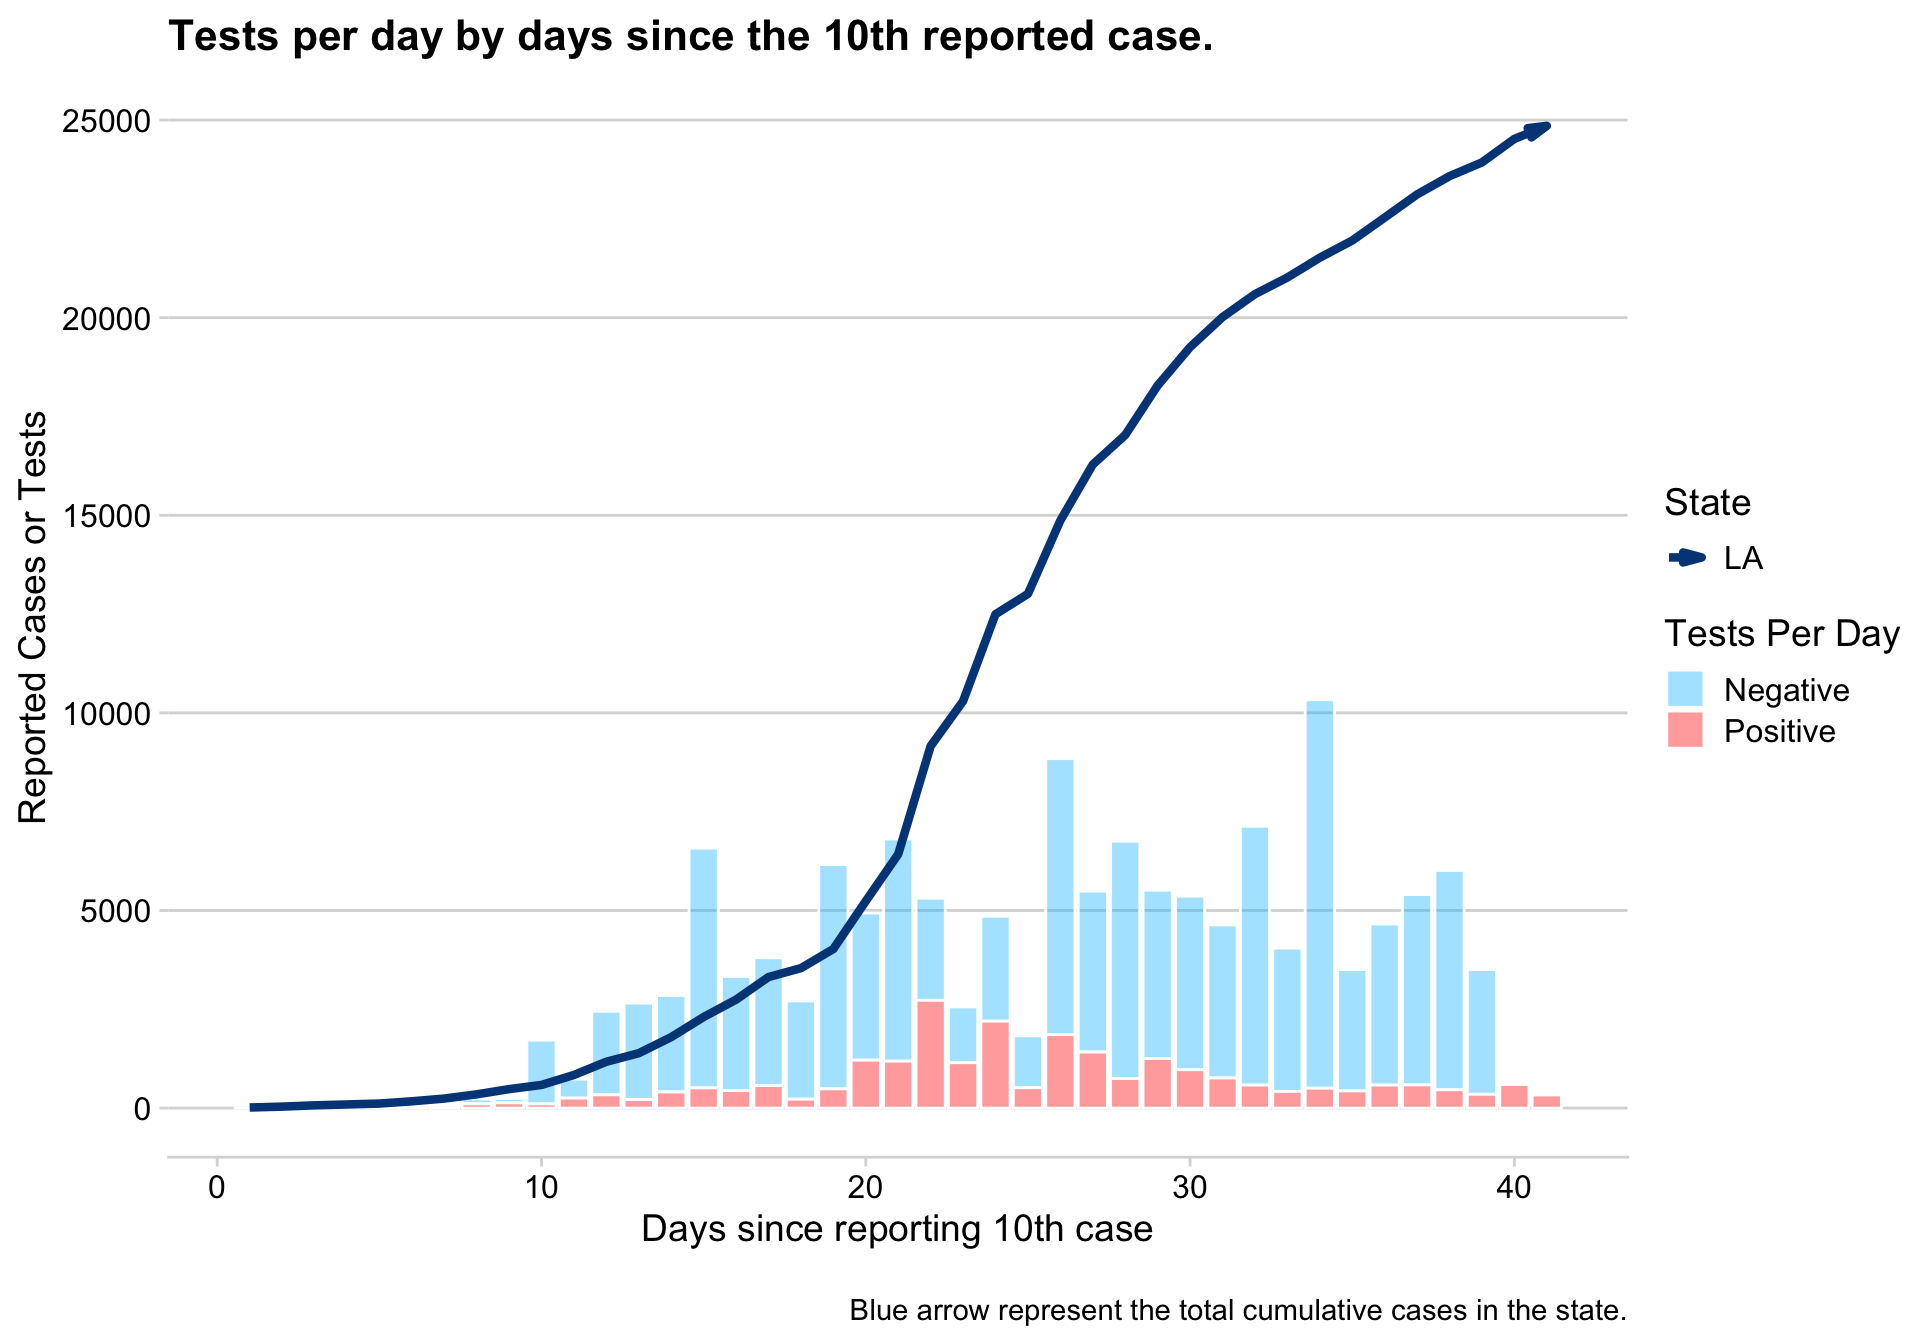 Tests per day by days since the 10th reported case.
25000
20000
15000
10000
5000
0
Reported Cases or Tests
0 10 20 30 40
Days since reporting 10th case
State
LA
Tests Per Day
Negative
Positive
Blue arrow represent the total cumulative cases in the state.